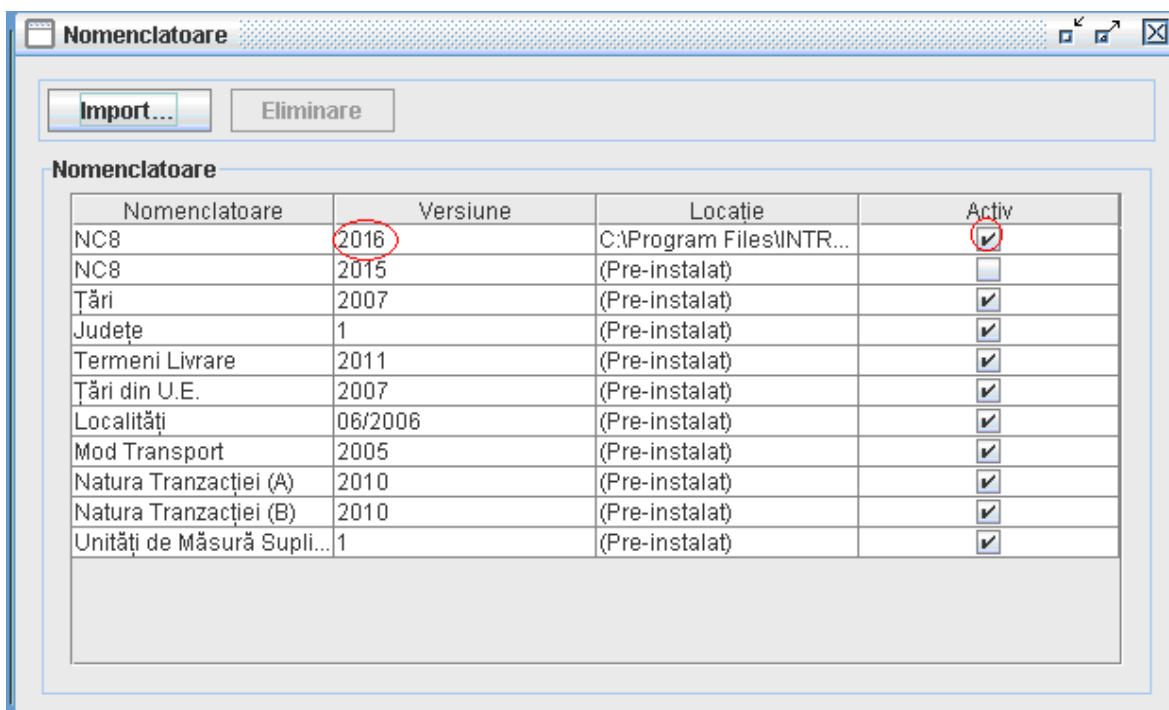 Nomenclatoare
Import... Eliminare
Nomenclatoare
Nomenclatoare Versiune Locație Activ
NC8 2016 C:\Program Files\INTR...
NC8 2015 (Pre-instalat)
Țări 2007 (Pre-instalat)
Județe 1 (Pre-instalat)
Termeni Livrare 2011 (Pre-instalat)
Țări din U.E. 2007 (Pre-instalat)
Localități 06/2006 (Pre-instalat)
Mod Transport 2005 (Pre-instalat)
Natura Tranzacției (A) 2010 (Pre-instalat)
Natura Tranzacției (B) 2010 (Pre-instalat)
Unități de Măsură Supli... 1 (Pre-instalat)